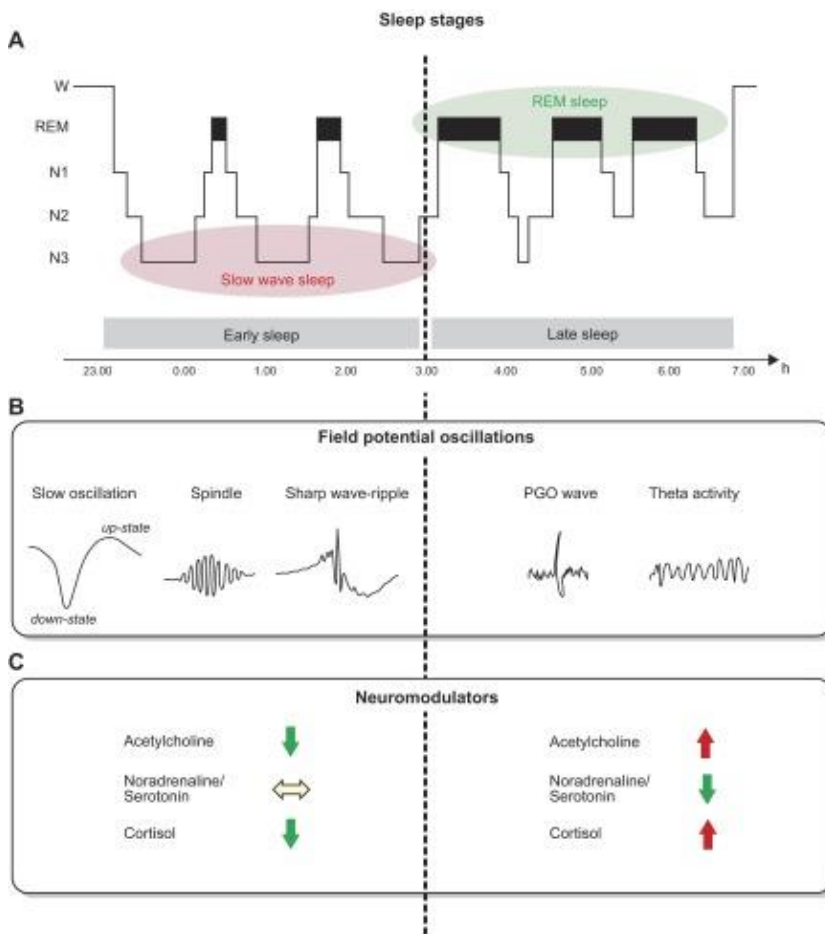 Sleep stages
A
W
REM
N1
N2
N3
REM sleep
Slow wave sleep
Early sleep
Late sleep
23.00 0.00 1.00 2.00 3.00 4.00 5.00 6.00 7.00 h
B
Field potential oscillations
Slow oscillation Spindle Sharp wave-ripple PGO wave Theta activity
up-state
down-state
C
Neuromodulators
Acetylcholine
Noradrenaline/
Serotonin
Cortisol
Acetylcholine
Noradrenaline/
Serotonin
Cortisol